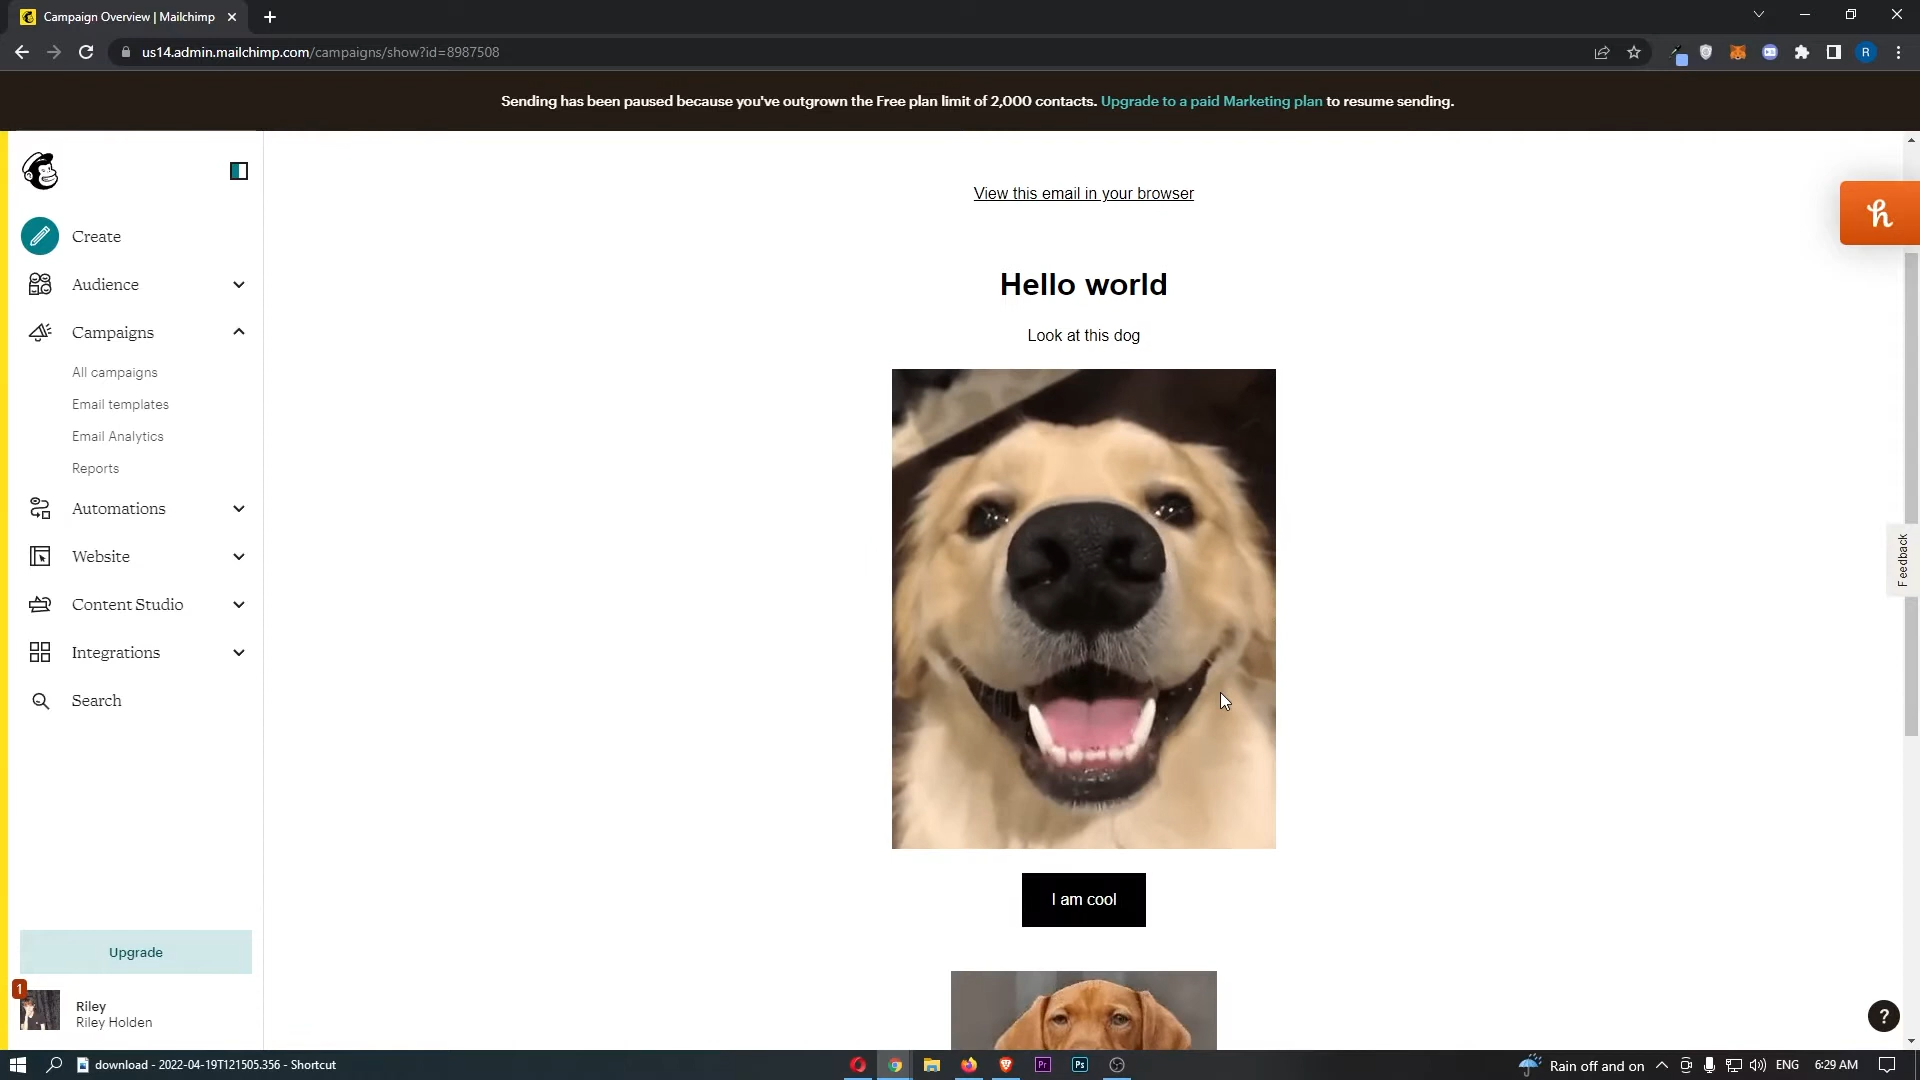 Campaign Overview | Mailchimp
us14.admin.mailchimp.com/campaigns/show?id=8987508
R
Sending has been paused because you've outgrown the Free plan limit of 2,000 contacts. Upgrade to a paid Marketing plan to resume sending.
Create
Audience
Campaigns
All campaigns
Email templates
Email Analytics
Reports
Automations
Website
Content Studio
Integrations
Search
Upgrade
1
Riley
Riley Holden
View this email in your browser
Hello world
Look at this dog
I am cool
h
Feedback
?
download - 2022-04-19T121505.356 - Shortcut
Pr
Ps
Rain off and on
ENG
6:29 AM